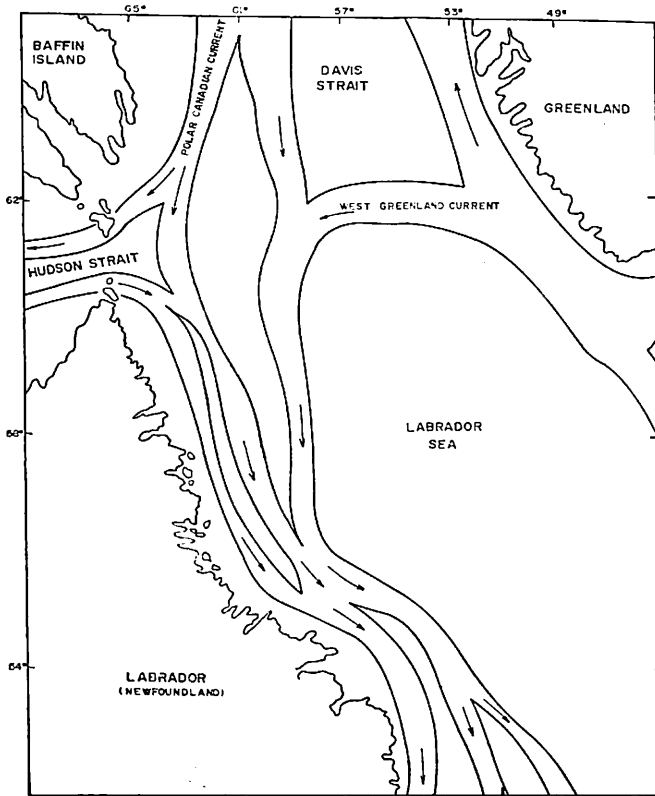 65° 61° 57° 53° 49°
BAFFIN
ISLAND
POLAR CANADIAN CURRENT
DAVIS
STRAIT
GREENLAND
62°
WEST GREENLAND CURRENT
HUDSON STRAIT
58°
LABRADOR
SEA
54°
LABRADOR
(NEWFOUNDLAND)